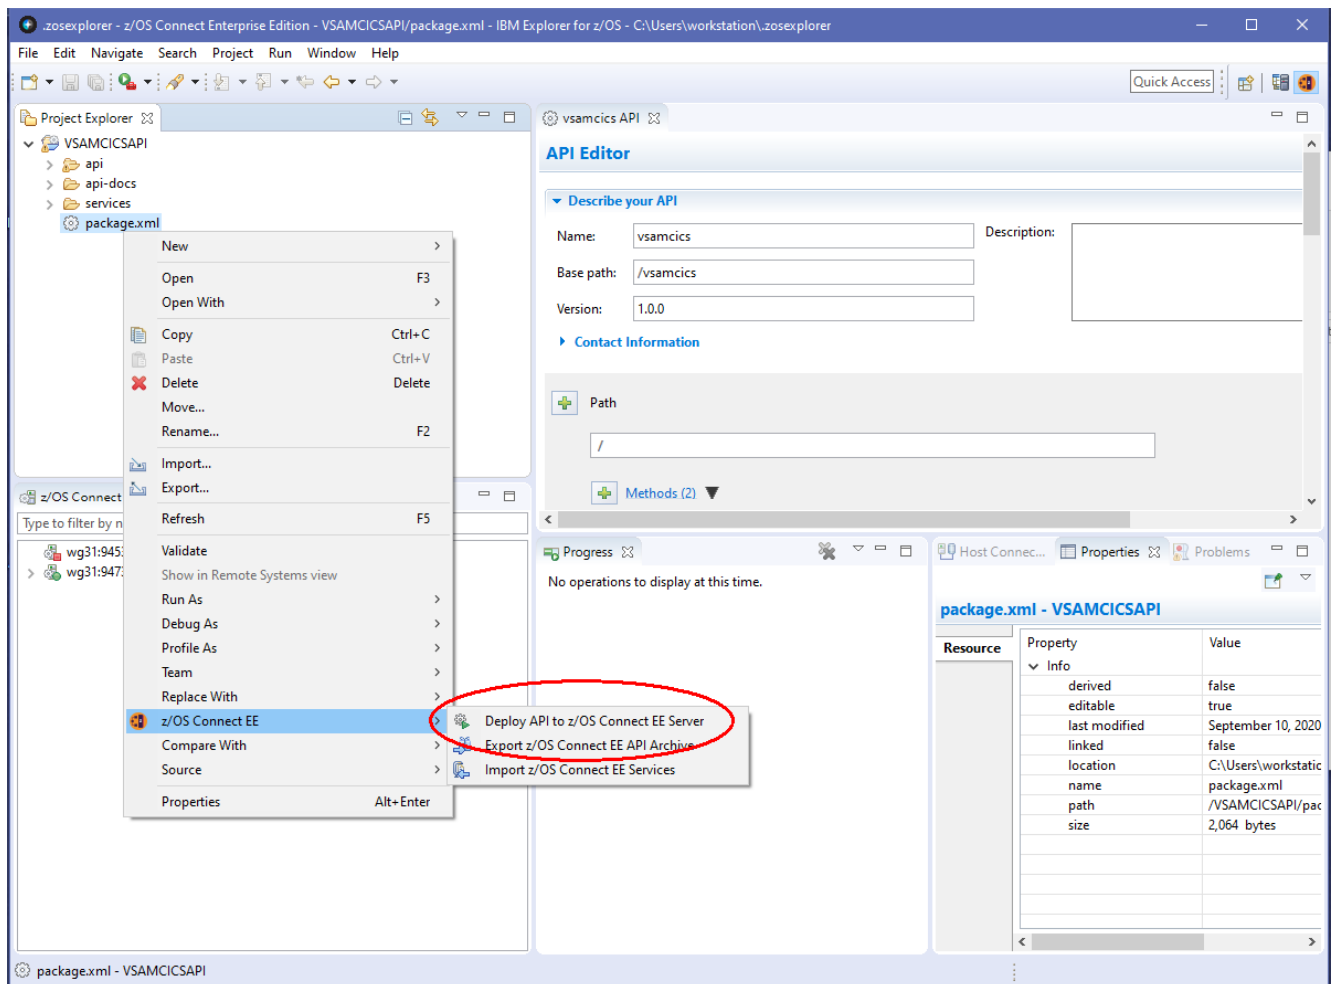 .zosexplorer - z/OS Connect Enterprise Edition - VSAMCICSAPI/package.xml - IBM Explorer for z/OS - C:\Users\workstation\.zosexplorer
File Edit Navigate Search Project Run Window Help
Quick Access
Project Explorer
VSAMCICSAPI
api
api-docs
services
package.xml
New
Open F3
Open With
Copy Ctrl+C
Paste Ctrl+V
Delete Delete
Move...
Rename... F2
Import...
Export...
Refresh F5
Validate
Show in Remote Systems view
Run As
Debug As
Profile As
Team
Replace With
z/OS Connect EE
Compare With
Source
Properties Alt+Enter
Deploy API to z/OS Connect EE Server
Export z/OS Connect EE API Archive
Import z/OS Connect EE Services
z/OS Connect
Type to filter by n
wg31:945
wg31:947
vsamcics API
API Editor
Describe your API
Name: vsamcics
Description:
Base path: /vsamcics
Version: 1.0.0
Contact Information
Path
/
Methods (2)
Progress
No operations to display at this time.
Host Connec... Properties Problems
package.xml - VSAMCICSAPI
Resource
Property Value
Info
derived false
editable true
last modified September 10, 2020
linked false
location C:\Users\workstatic
name package.xml
path /VSAMCICSAPI/pac
size 2,064 bytes
package.xml - VSAMCICSAPI